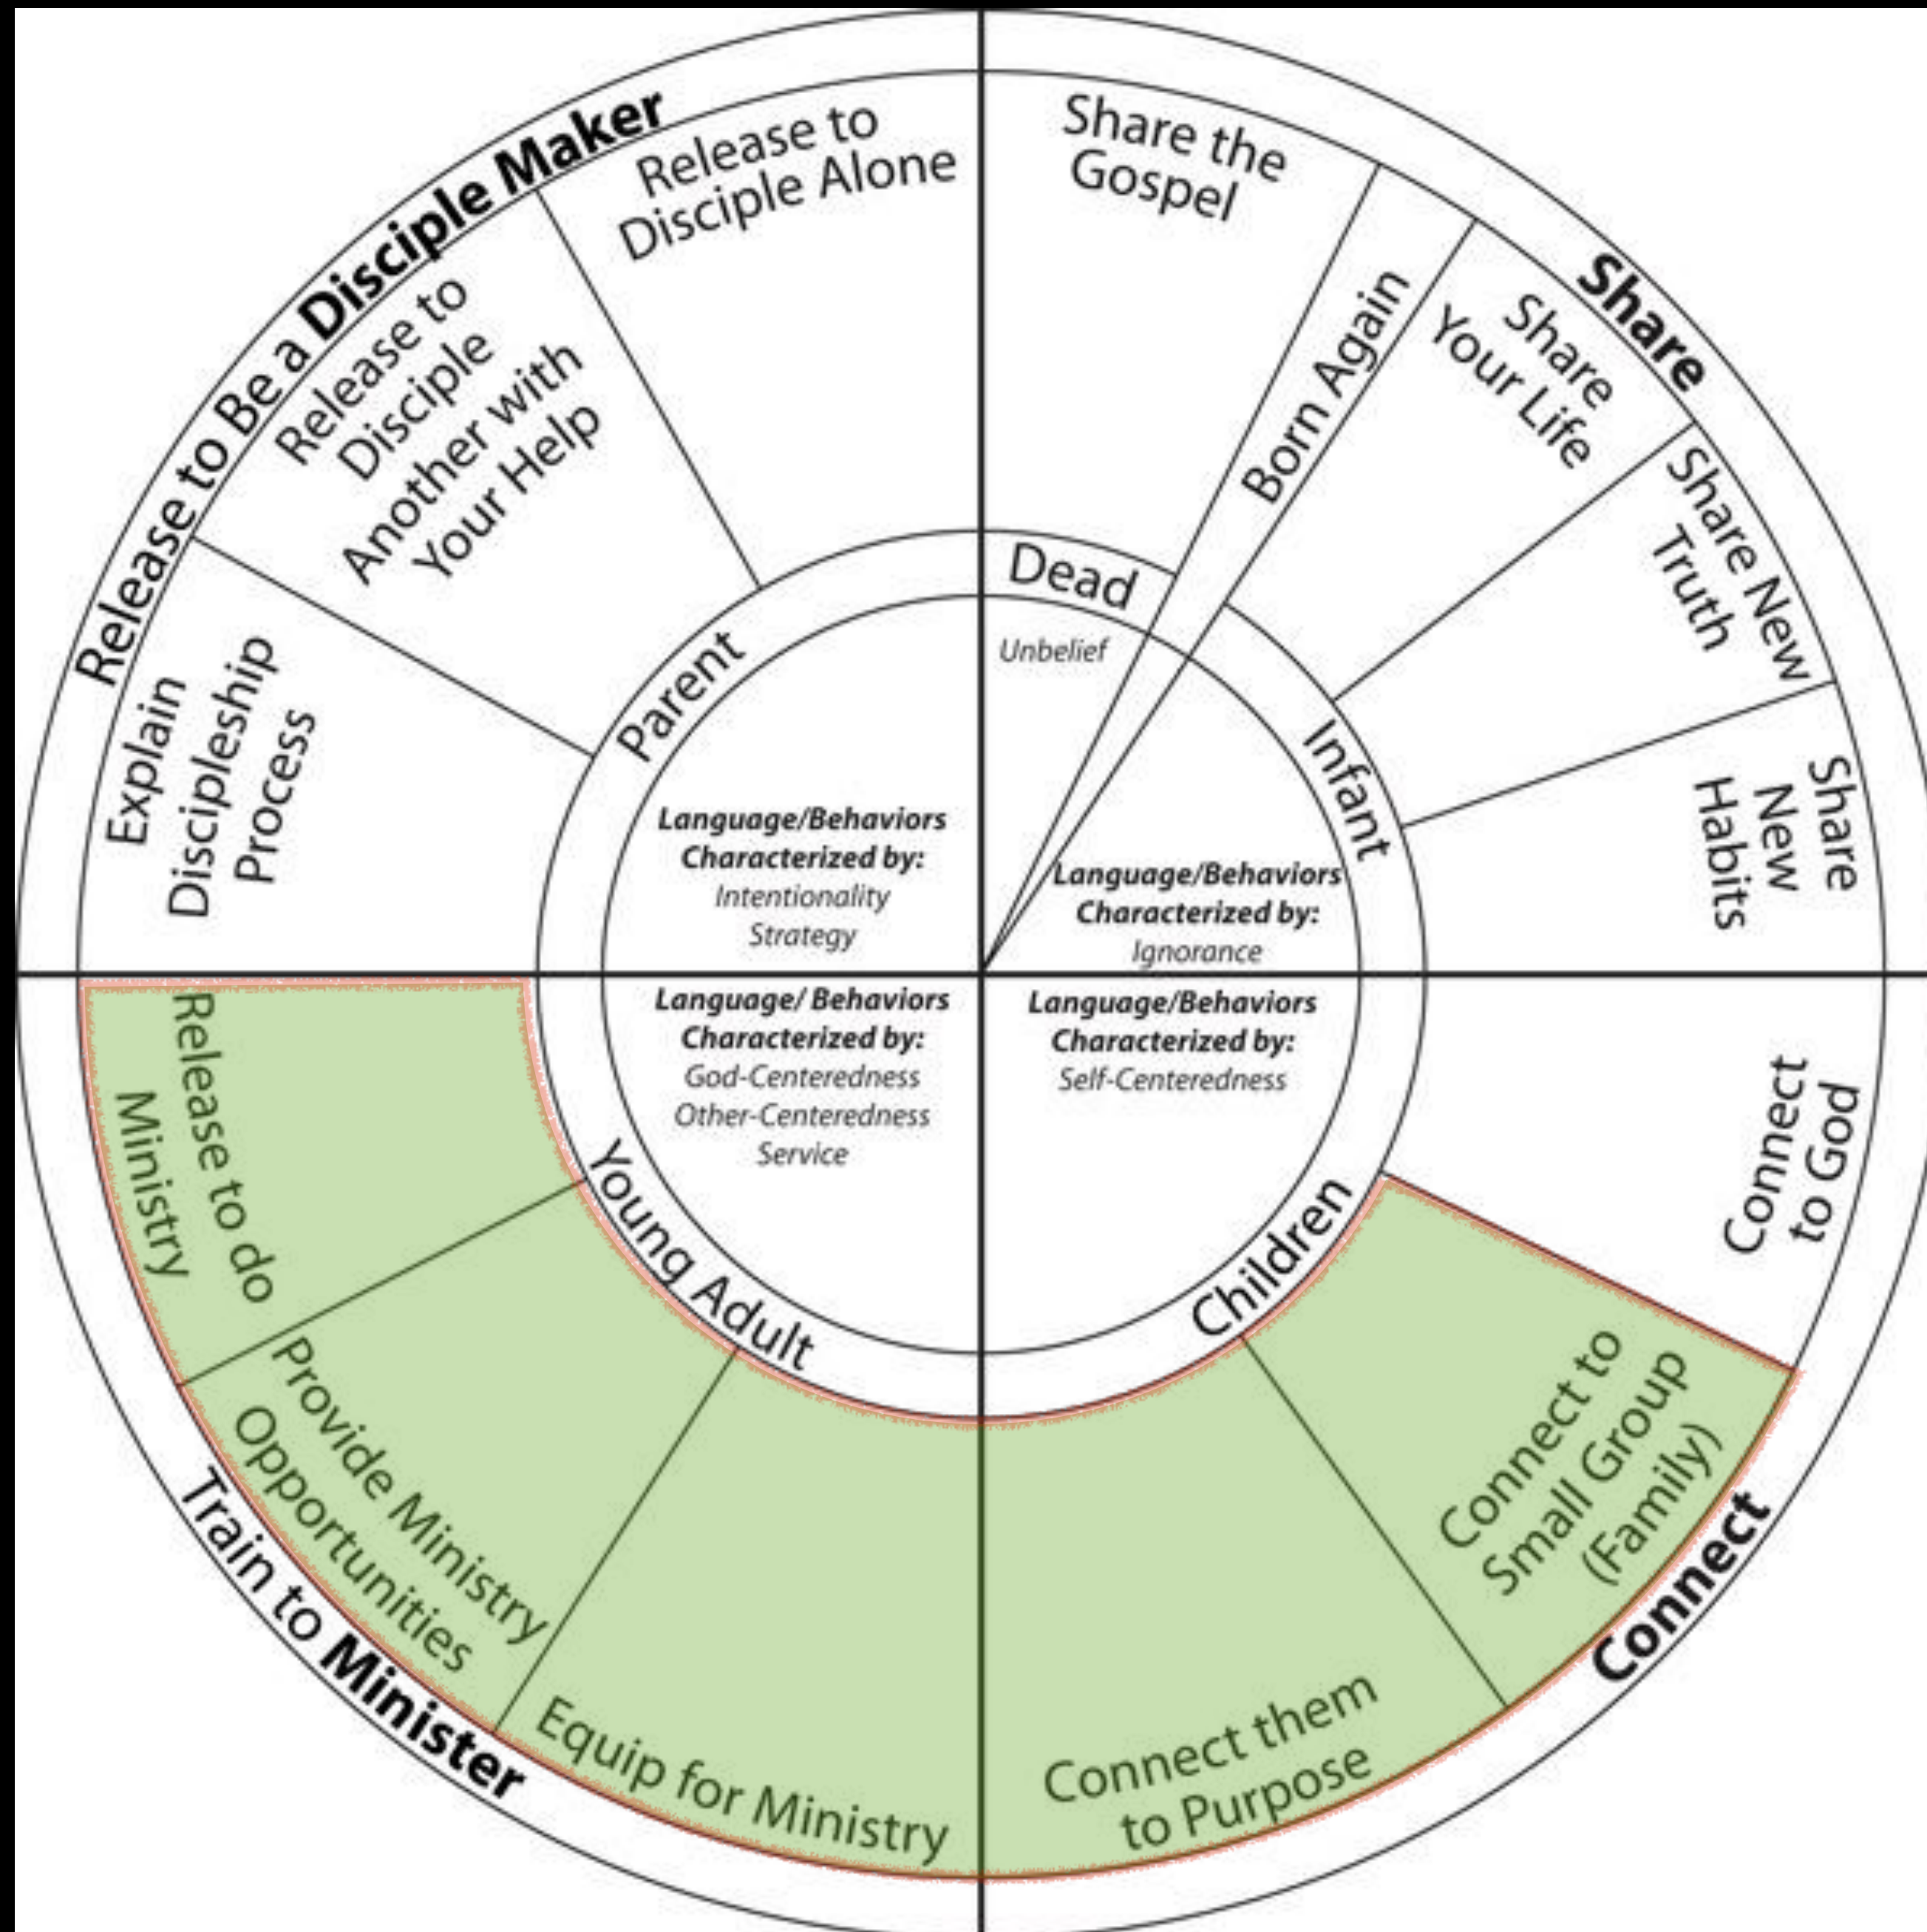 Share
Share the
Gospel
Born Again
Share
Your Life
Share New
Truth
Share
New
Habits
Dead
Unbelief
Infant
Language/Behaviors
Characterized by:
Ignorance
Connect
Connect
to God
Connect to
Small Group
(Family)
Connect them
to Purpose
Children
Language/Behaviors
Characterized by:
Self-Centeredness
Train to Minister
Equip for Ministry
Provide Ministry
Opportunities
Release to do
Ministry
Young Adult
Language/ Behaviors
Characterized by:
God-Centeredness
Other-Centeredness
Service
Release to Be a Disciple Maker
Explain
Discipleship
Process
Release to
Disciple
Another with
Your Help
Release to
Disciple Alone
Parent
Language/Behaviors
Characterized by:
Intentionality
Strategy